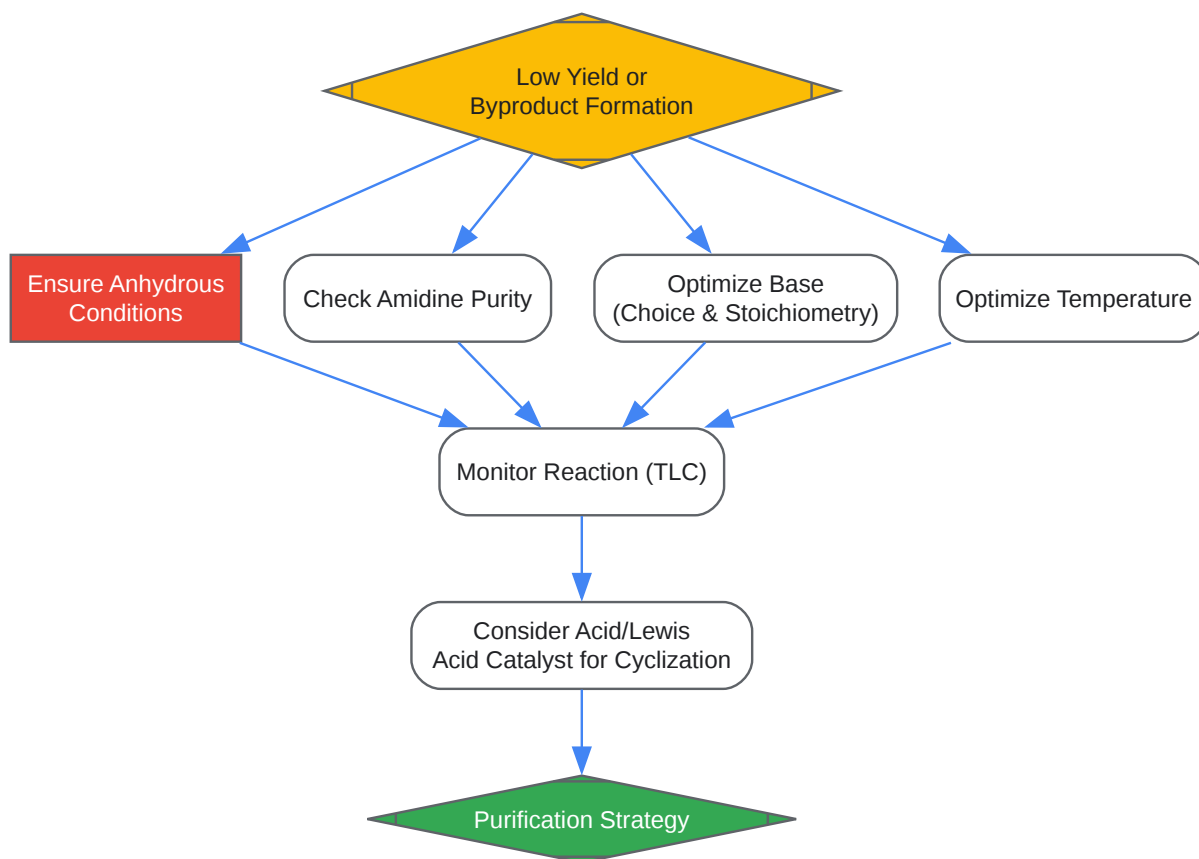 Low Yield or
Byproduct Formation
Ensure Anhydrous
Conditions
Check Amidine Purity
Optimize Base
(Choice & Stoichiometry)
Optimize Temperature
Monitor Reaction (TLC)
Consider Acid/Lewis
Acid Catalyst for Cyclization
Purification Strategy